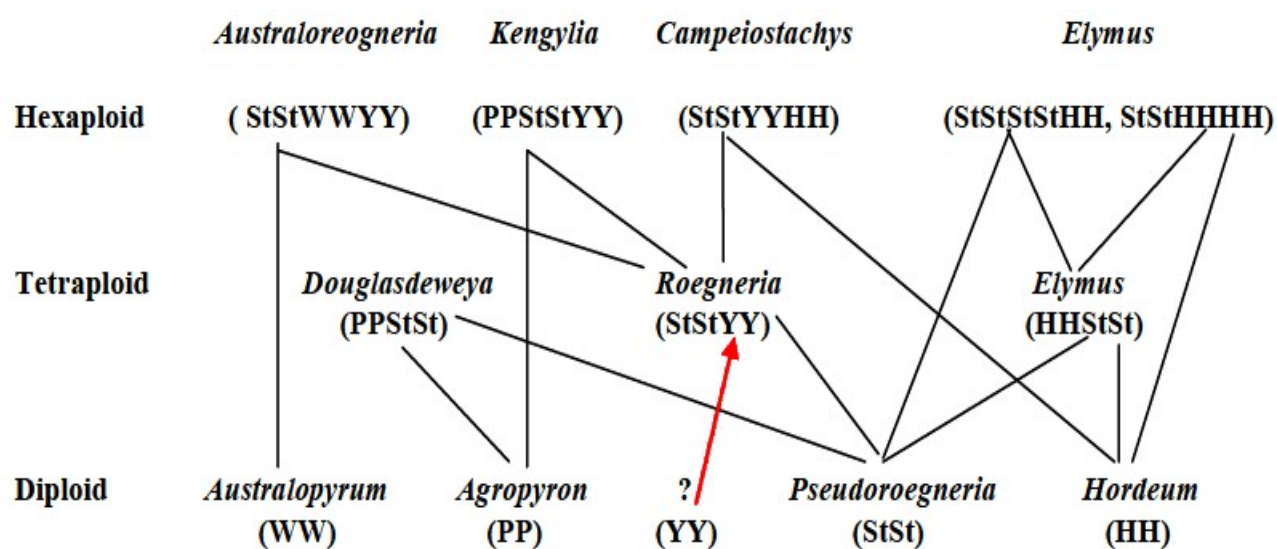 Australoreogneria Kengylia Campeiostachys Elymus
Hexaploid ( StStWWYY) (PPStStYY) (StStYYHH) (StStStStHH, StStHHHH)
Tetraploid Douglasdeweya Roegneria Elymus
(PPStSt) (StStYY) (HHStSt)
Diploid Australopyrum Agropyron ? Pseudoroegneria Hordeum
(WW) (PP) (YY) (StSt) (HH)